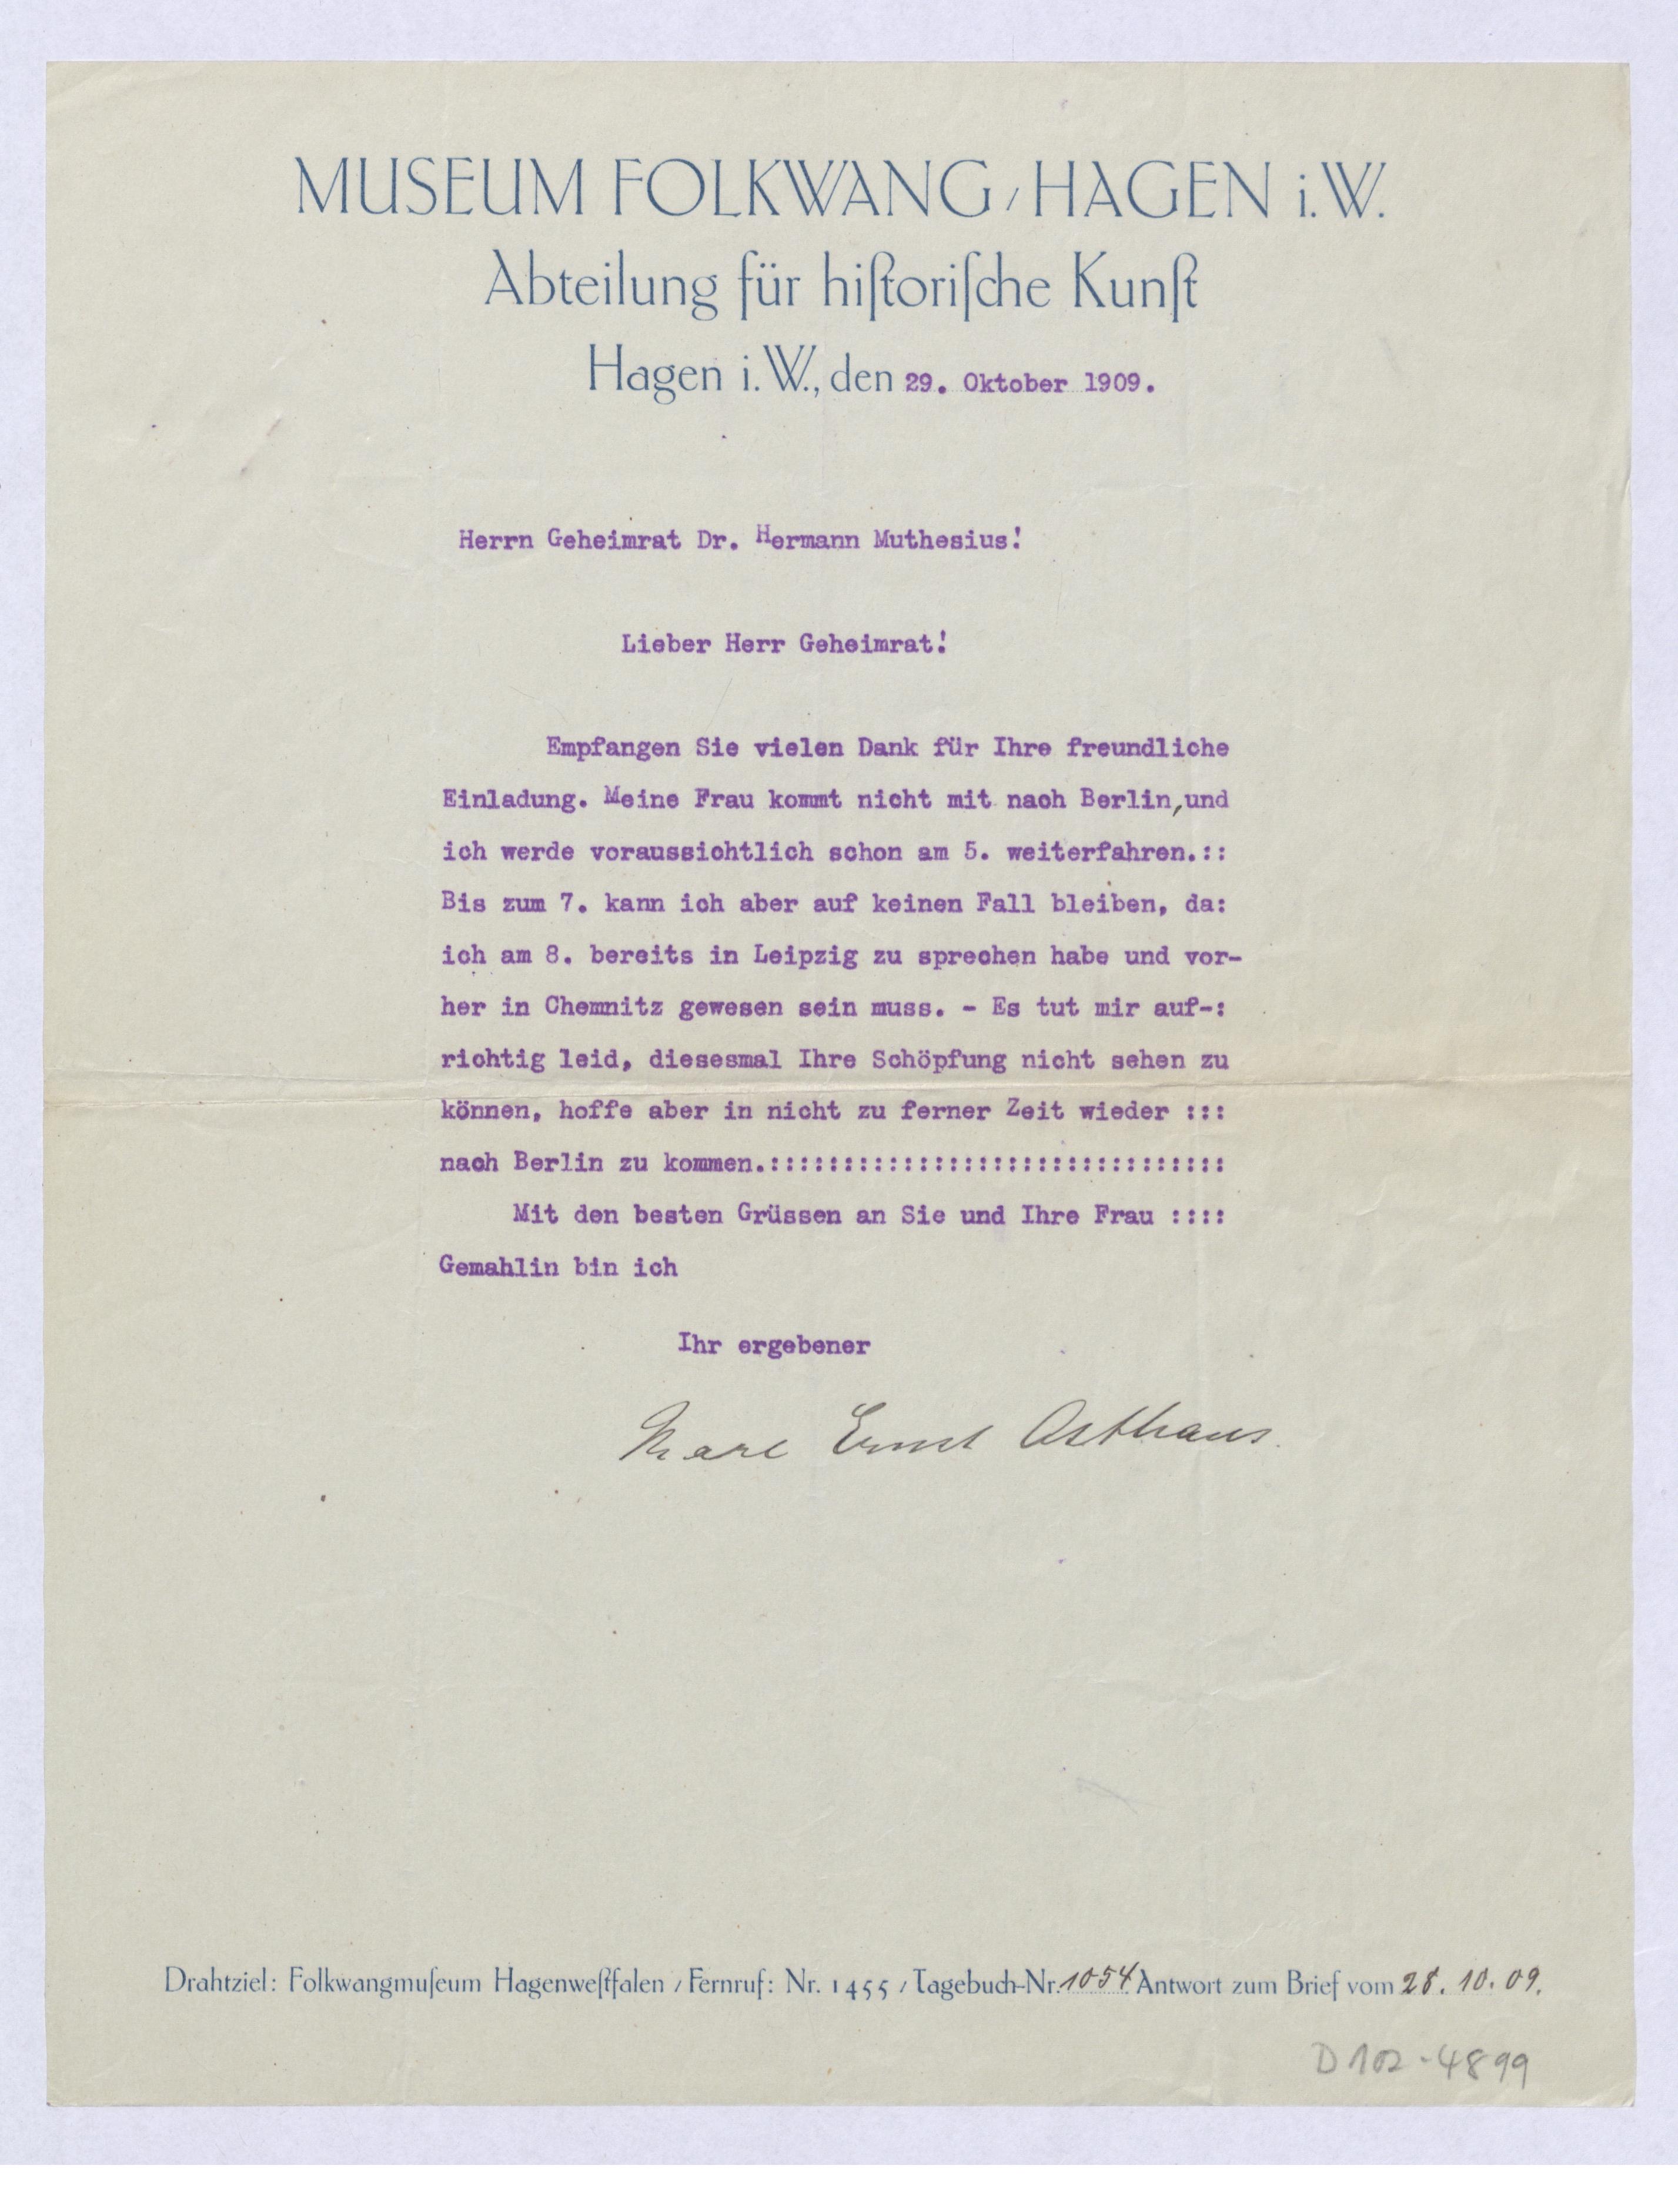 MUSEUM FOLKWANG / HAGEN i. W.
Abteilung für hiſtoriſche Kunſt
Hagen i. W., den 29. Oktober 1909.
Herrn Geheimrat Dr. Hermann Muthesius!
Lieber Herr Geheimrat!
Empfangen Sie vielen Dank für Ihre freundliche
Einladung. Meine Frau kommt nicht mit nach Berlin,und
ich werde voraussichtlich schon am 5. weiterfahren.::
Bis zum 7. kann ich aber auf keinen Fall bleiben, da:
ich am 8. bereits in Leipzig zu sprechen habe und vor-
her in Chemnitz gewesen sein muss. - Es tut mir auf-:
richtig leid, diesesmal Ihre Schöpfung nicht sehen zu
können, hoffe aber in nicht zu ferner Zeit wieder :::
nach Berlin zu kommen.:::::::::::::::::::::::::::::::
Mit den besten Grüssen an Sie und Ihre Frau ::::
Gemahlin bin ich
Ihr ergebener
Karl Ernst Osthaus.
Drahtziel: Folkwangmuſeum Hagenweſtfalen / Fernruf: Nr. 1455 / Tagebuch-Nr. 1054 Antwort zum Brief vom 28. 10. 09.
D 102-4899